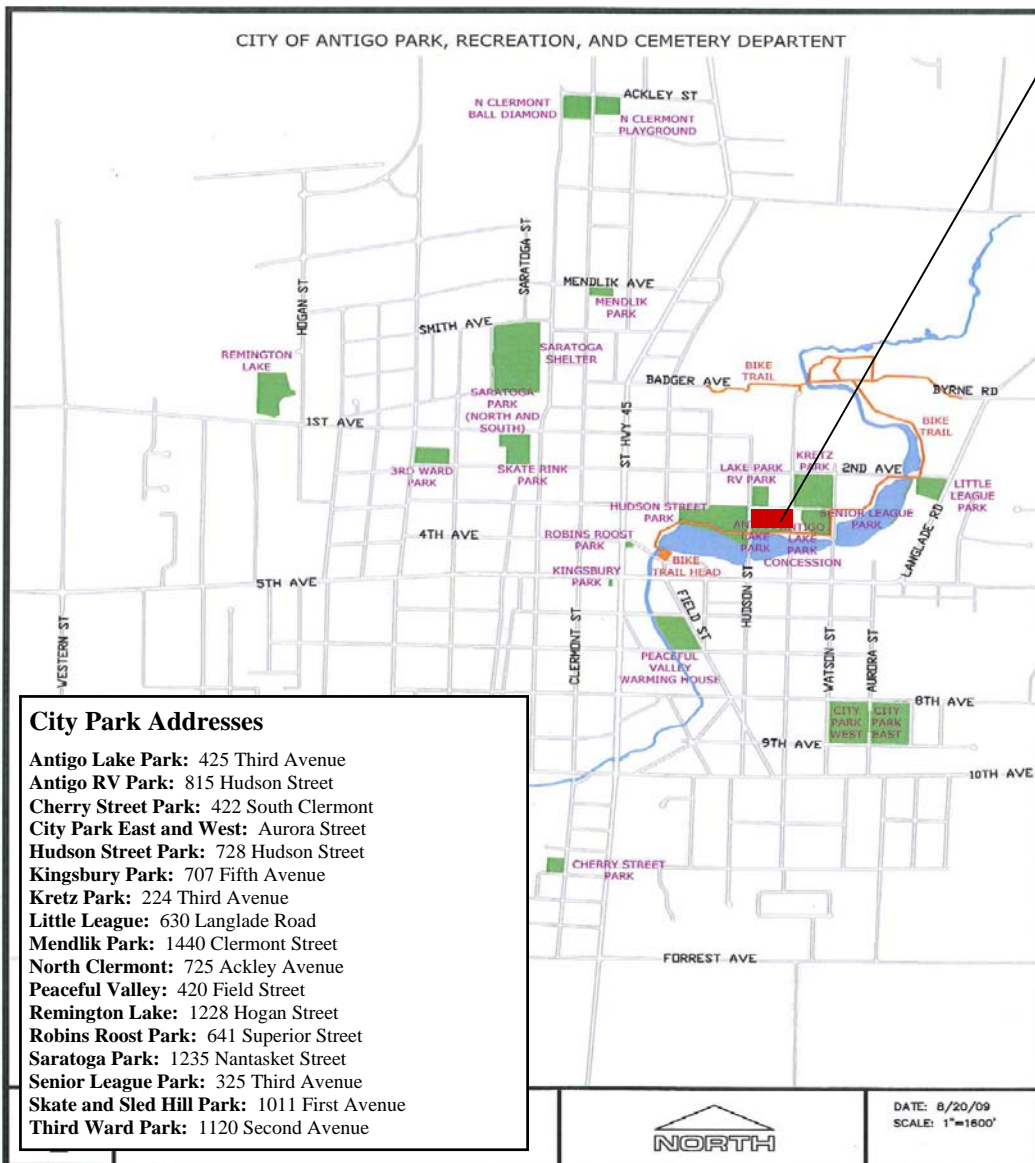 CITY OF ANTIGO PARK, RECREATION, AND CEMETERY DEPARTENT
ACKLEY ST
N CLERMONT
BALL DIAMOND
N CLERMONT
PLAYGROUND
SARATOGA ST
HOGAN ST
MENDLIK AVE
MENDLIK
PARK
SMITH AVE
SARATOGA
SHELTER
REMINGTON
LAKE
BIKE
TRAIL
BADGER AVE
BYRNE RD
SARATOGA
PARK
(NORTH AND
SOUTH)
1ST AVE
ST HWY 45
BIKE
TRAIL
3RD WARD
PARK
SKATE RINK
PARK
LAKE PARK
RV PARK
KRETZ
PARK
2ND AVE
LITTLE
LEAGUE
PARK
HUDSON STREET
PARK
SENIOR LEAGUE
PARK
LANGLADE RD
4TH AVE
ROBINS ROOST
PARK
LAKE
PARK
ANTIGO
LAKE
PARK
CONCESSION
BIKE
TRAIL HEAD
KINGSBURY
PARK
5TH AVE
HUDSON ST
FIELD ST
WESTERN ST
CLERMONT ST
PEACEFUL
VALLEY
WARMING HOUSE
WATSON ST
AURORA ST
8TH AVE
CITY
PARK
WEST
CITY
PARK
EAST
9TH AVE
10TH AVE
CHERRY STREET
PARK
FORREST AVE
City Park Addresses
Antigo Lake Park: 425 Third Avenue
Antigo RV Park: 815 Hudson Street
Cherry Street Park: 422 South Clermont
City Park East and West: Aurora Street
Hudson Street Park: 728 Hudson Street
Kingsbury Park: 707 Fifth Avenue
Kretz Park: 224 Third Avenue
Little League: 630 Langlade Road
Mendlik Park: 1440 Clermont Street
North Clermont: 725 Ackley Avenue
Peaceful Valley: 420 Field Street
Remington Lake: 1228 Hogan Street
Robins Roost Park: 641 Superior Street
Saratoga Park: 1235 Nantasket Street
Senior League Park: 325 Third Avenue
Skate and Sled Hill Park: 1011 First Avenue
Third Ward Park: 1120 Second Avenue
NORTH
DATE: 8/20/09
SCALE: 1"=1600'